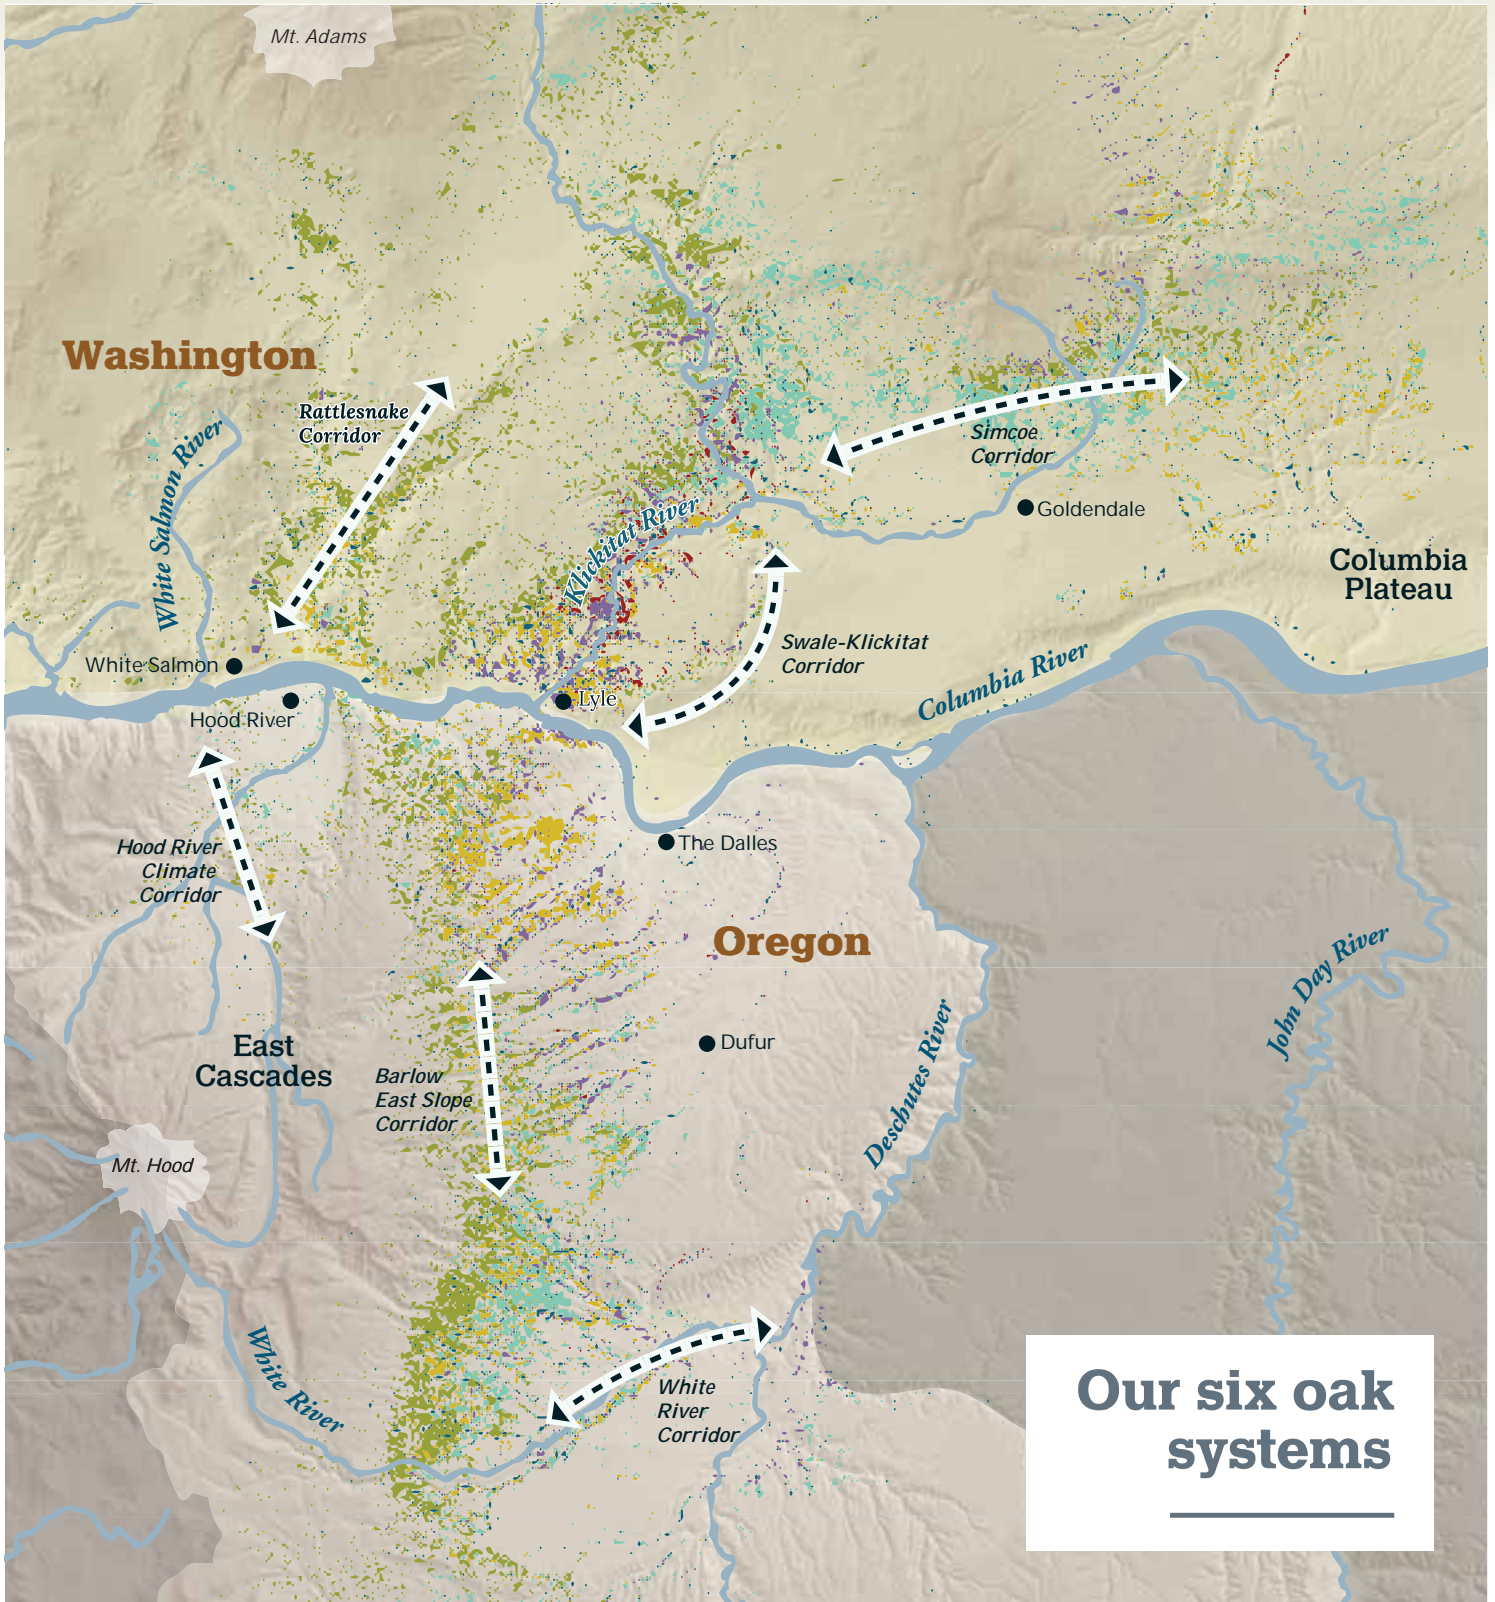 Mt. Adams
Washington
Rattlesnake
Corridor
White Salmon River
Klickitat River
Simcoe
Corridor
Goldendale
Columbia
Plateau
White Salmon
Hood River
Lyle
Swale-Klickitat
Corridor
Columbia River
Hood River
Climate
Corridor
The Dalles
Oregon
John Day River
Deschutes River
East
Cascades
Dufur
Barlow
East Slope
Corridor
Mt. Hood
White River
White
River
Corridor
Our six oak
systems